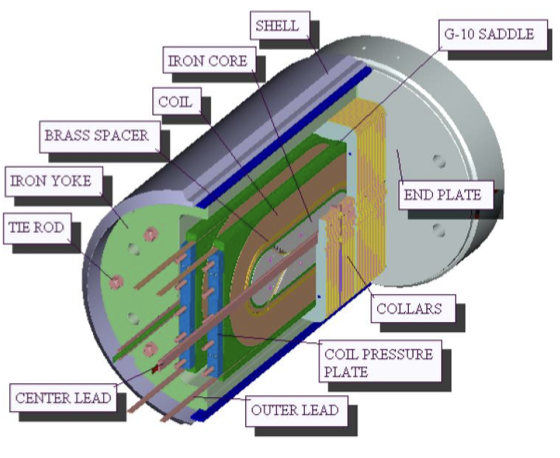 SHELL
G-10 SADDLE
IRON CORE
COIL
BRASS SPACER
IRON YOKE
END PLATE
TIE ROD
COLLARS
COIL PRESSURE
PLATE
CENTER LEAD
OUTER LEAD